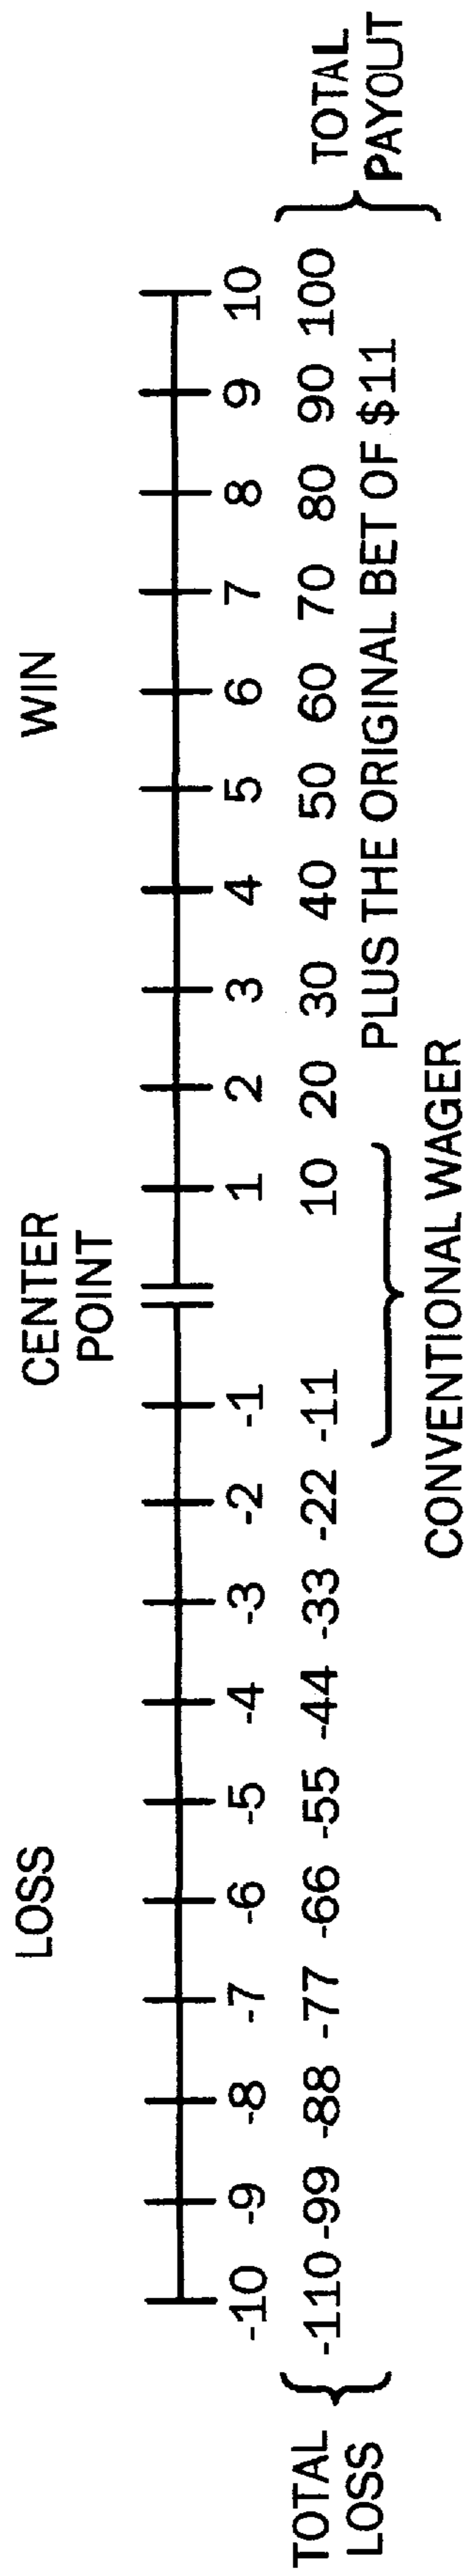 LOSS
CENTER
POINT
WIN
-10 -9 -8 -7 -6 -5 -4 -3 -2 -1 1 2 3 4 5 6 7 8 9 10
TOTAL
LOSS
-110 -99 -88 -77 -66 -55 -44 -33 -22 -11 10 20 30 40 50 60 70 80 90 100
PLUS THE ORIGINAL BET OF $11
TOTAL
PAYOUT
CONVENTIONAL WAGER